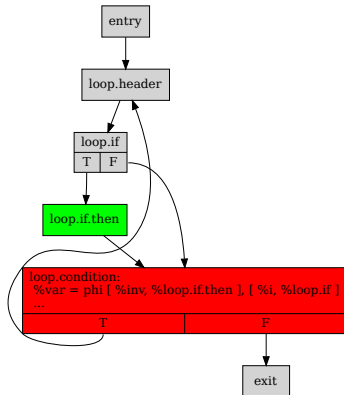 entry
loop.header
loop.if
T F
loop.if.then
loop.condition:
%var = phi [ %inv, %loop.if.then ], [ %i, %loop.if ]
...
T F
exit